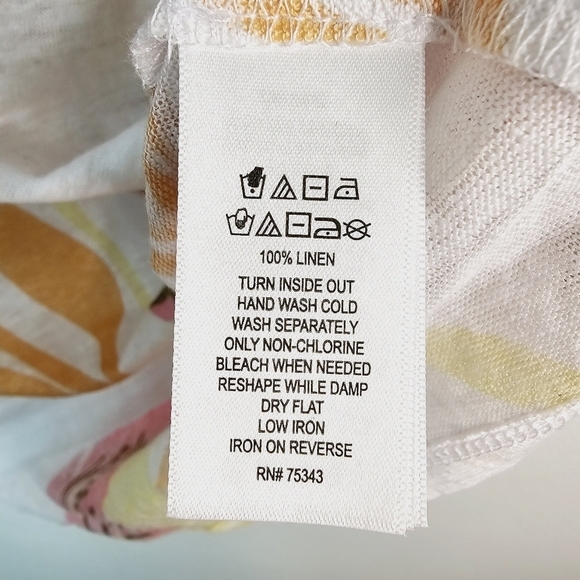 100% LINEN
TURN INSIDE OUT
HAND WASH COLD
WASH SEPARATELY
ONLY NON-CHLORINE
BLEACH WHEN NEEDED
RESHAPE WHILE DAMP
DRY FLAT
LOW IRON
IRON ON REVERSE
RN# 75343